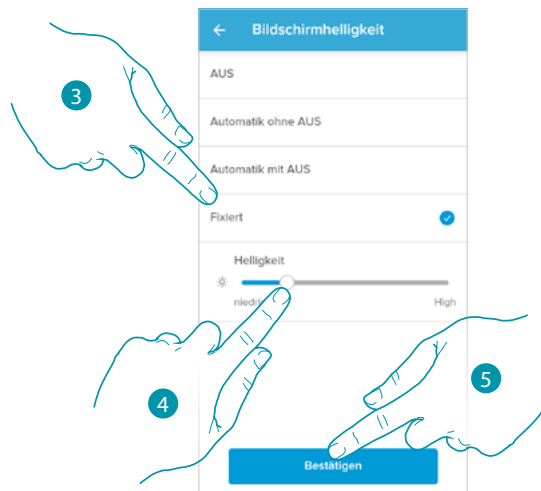 Bildschirmhelligkeit
AUS
3
Automatik ohne AUS
Automatik mit AUS
Fixiert
Helligkeit
High
4
5
Bestätigen